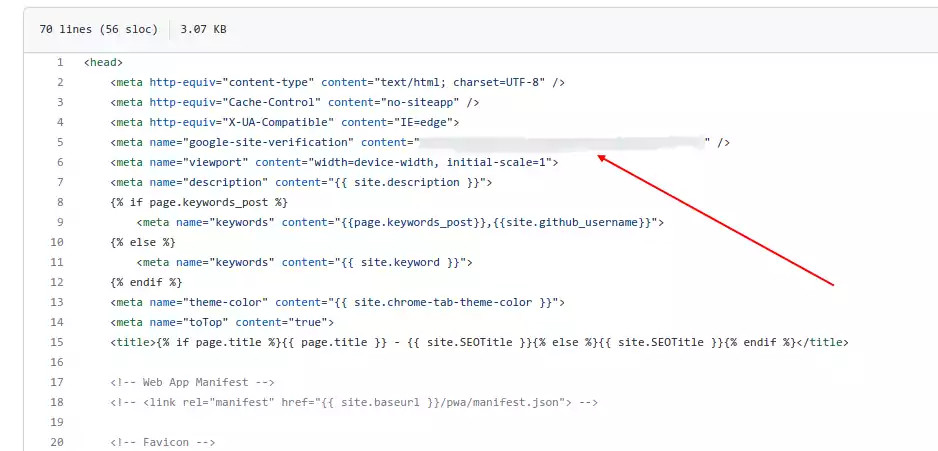 70 lines (56 sloc) 3.07 KB
1 <head>
2 <meta http-equiv="content-type" content="text/html; charset=UTF-8" />
3 <meta http-equiv="Cache-Control" content="no-siteapp" />
4 <meta http-equiv="X-UA-Compatible" content="IE=edge">
5 <meta name="google-site-verification" content="" />
6 <meta name="viewport" content="width=device-width, initial-scale=1">
7 <meta name="description" content="{{ site.description }}">
8 {% if page.keywords_post %}
9 <meta name="keywords" content="{{page.keywords_post}},{{site.github_username}}">
10 {% else %}
11 <meta name="keywords" content="{{ site.keyword }}">
12 {% endif %}
13 <meta name="theme-color" content="{{ site.chrome-tab-theme-color }}">
14 <meta name="toTop" content="true">
15 <title>{% if page.title %}{{ page.title }} - {{ site.SEOTitle }}{% else %}{{ site.SEOTitle }}{% endif %}</title>
16
17 <!-- Web App Manifest -->
18 <!-- <link rel="manifest" href="{{ site.baseurl }}/pwa/manifest.json"> -->
19
20 <!-- Favicon -->